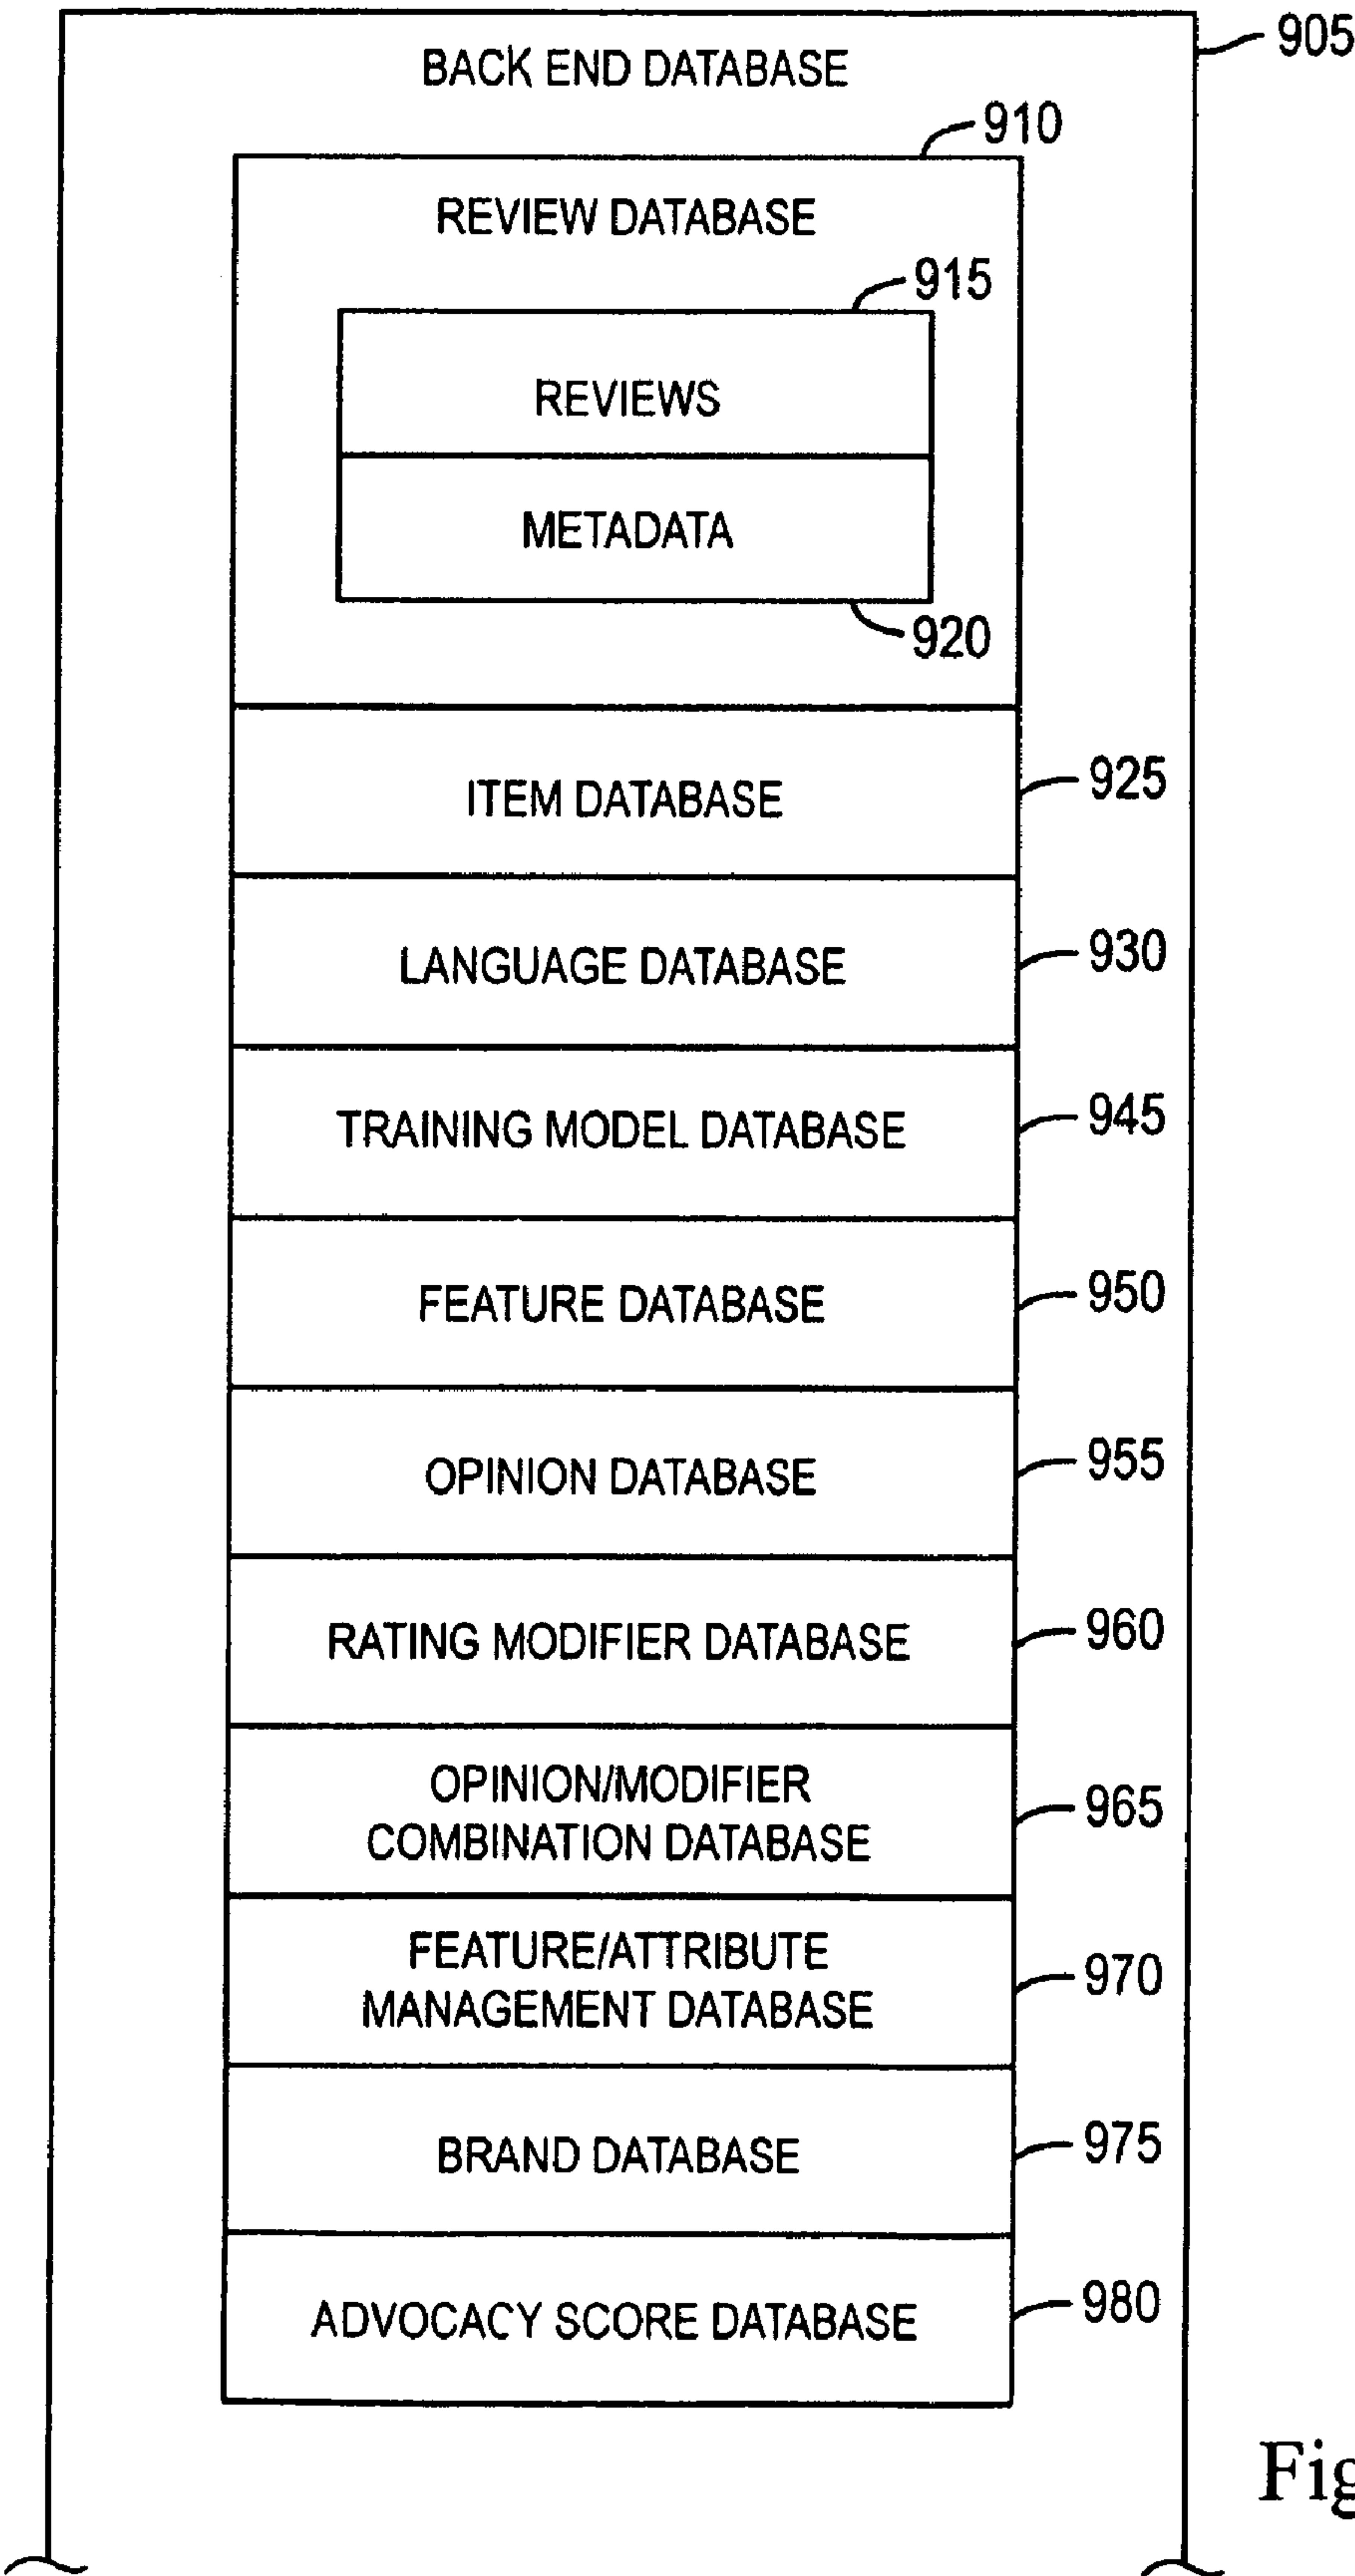 905
BACK END DATABASE
910
REVIEW DATABASE
915
REVIEWS
METADATA
920
ITEM DATABASE
925
LANGUAGE DATABASE
930
TRAINING MODEL DATABASE
945
FEATURE DATABASE
950
OPINION DATABASE
955
RATING MODIFIER DATABASE
960
OPINION/MODIFIER
COMBINATION DATABASE
965
FEATURE/ATTRIBUTE
MANAGEMENT DATABASE
970
BRAND DATABASE
975
ADVOCACY SCORE DATABASE
980
Fig